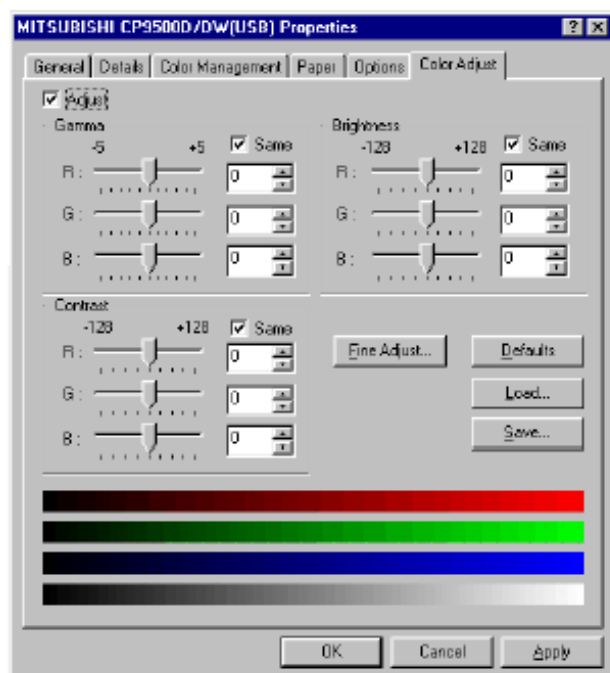 MITSUBISHI CP9500D/DW(USB) Properties
General Details Color Management Paper Options Color Adjust
Adjust
Gamma
-5 +5 Same
R : 0
G : 0
B : 0
Brightness
-128 +128 Same
R : 0
G : 0
B : 0
Contrast
-128 +128 Same
R : 0
G : 0
B : 0
Fine Adjust...
Defaults
Load...
Save...
OK Cancel Apply